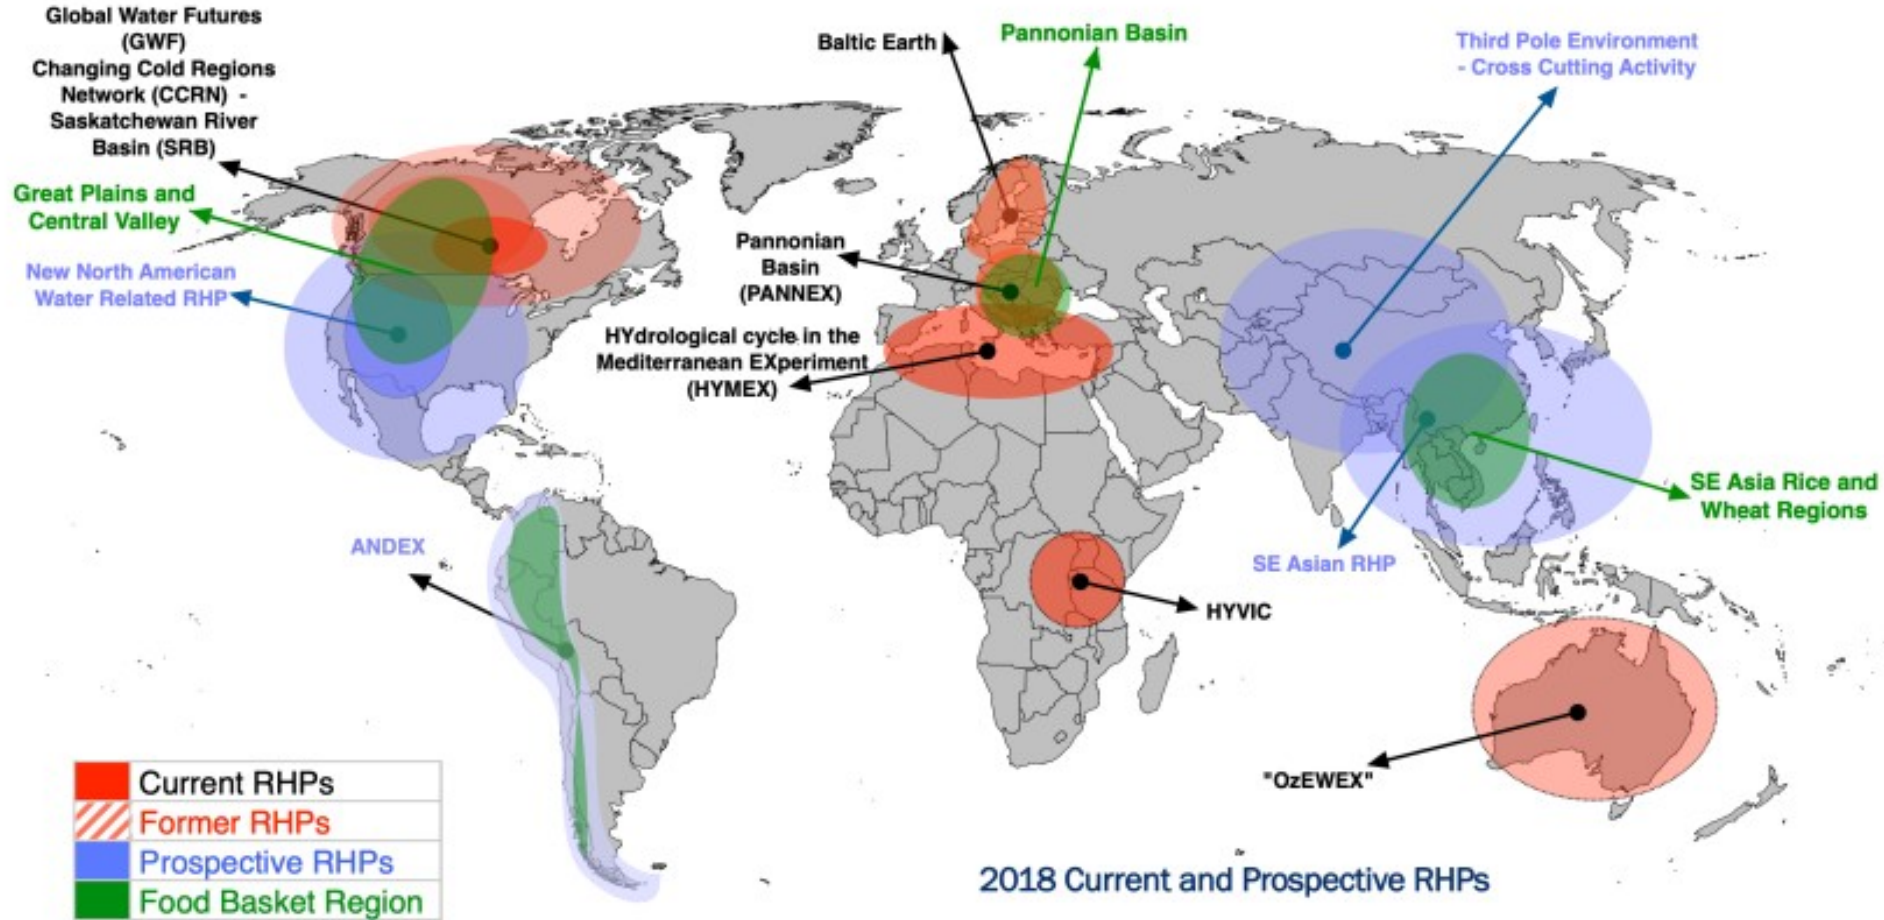 Global Water Futures
(GWF)
Changing Cold Regions
Network (CCRN) -
Saskatchewan River
Basin (SRB)
Great Plains and
Central Valley
New North American
Water Related RHP
Baltic Earth
Pannonian Basin
Third Pole Environment
- Cross Cutting Activity
Pannonian
Basin
(PANNEX)
HYdrological cycle in the
Mediterranean EXperiment
(HYMEX)
SE Asia Rice and
Wheat Regions
SE Asian RHP
ANDEX
HYVIC
"OzEWEX"
Current RHPs
Former RHPs
Prospective RHPs
Food Basket Region
2018 Current and Prospective RHPs